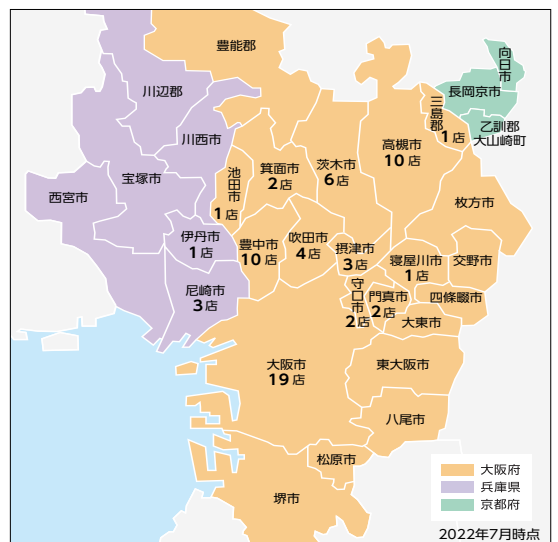 豊能郡
向日市
川辺郡
長岡京市
三島郡
1店
乙訓郡
大山崎町
川西市
高槻市
10店
茨木市
6店
箕面市
2店
池田市
1店
宝塚市
西宮市
枚方市
伊丹市
1店
豊中市
10店
吹田市
4店
摂津市
3店
寝屋川市
1店
交野市
尼崎市
3店
守口市
2店
門真市
2店
四條畷市
大東市
大阪市
19店
東大阪市
八尾市
松原市
堺市
大阪府
兵庫県
京都府
2022年7月時点